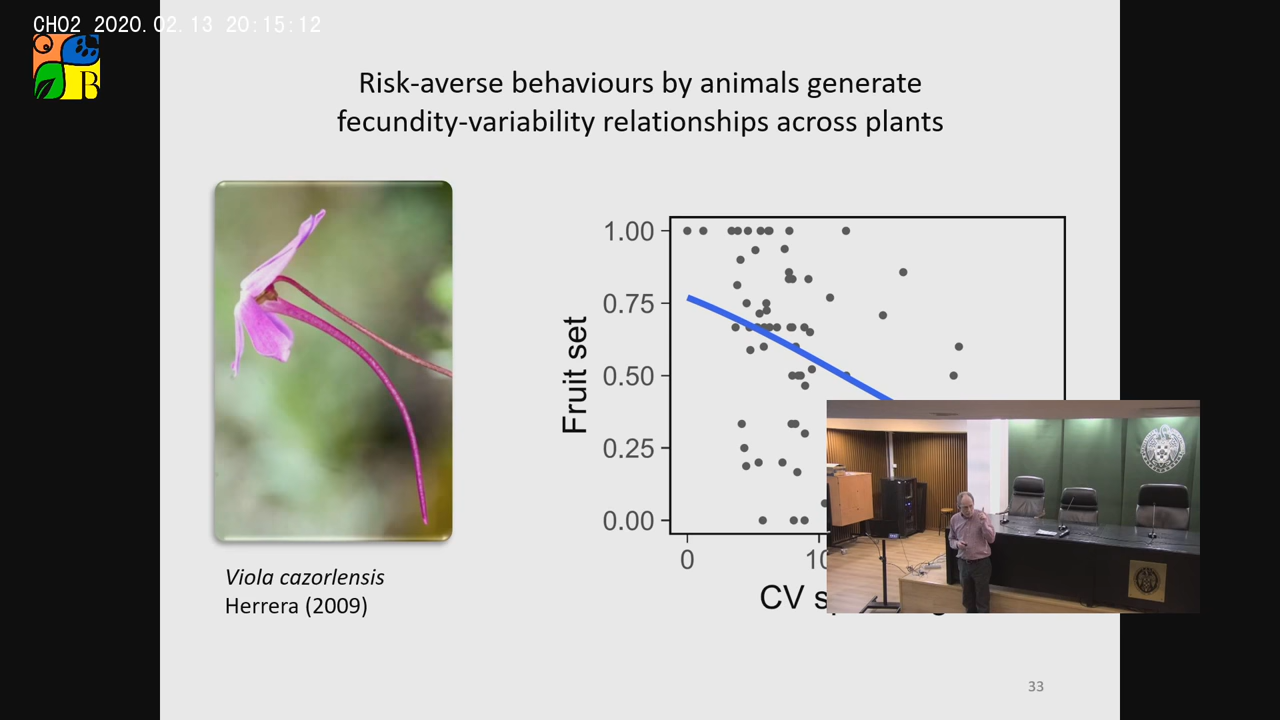 CH02 2020.02.13 20:15:12
B
Risk-averse behaviours by animals generate
fecundity-variability relationships across plants
Viola cazorlensis
Herrera (2009)
Fruit set
1.00
0.75
0.50
0.25
0.00
0
10
CV
33